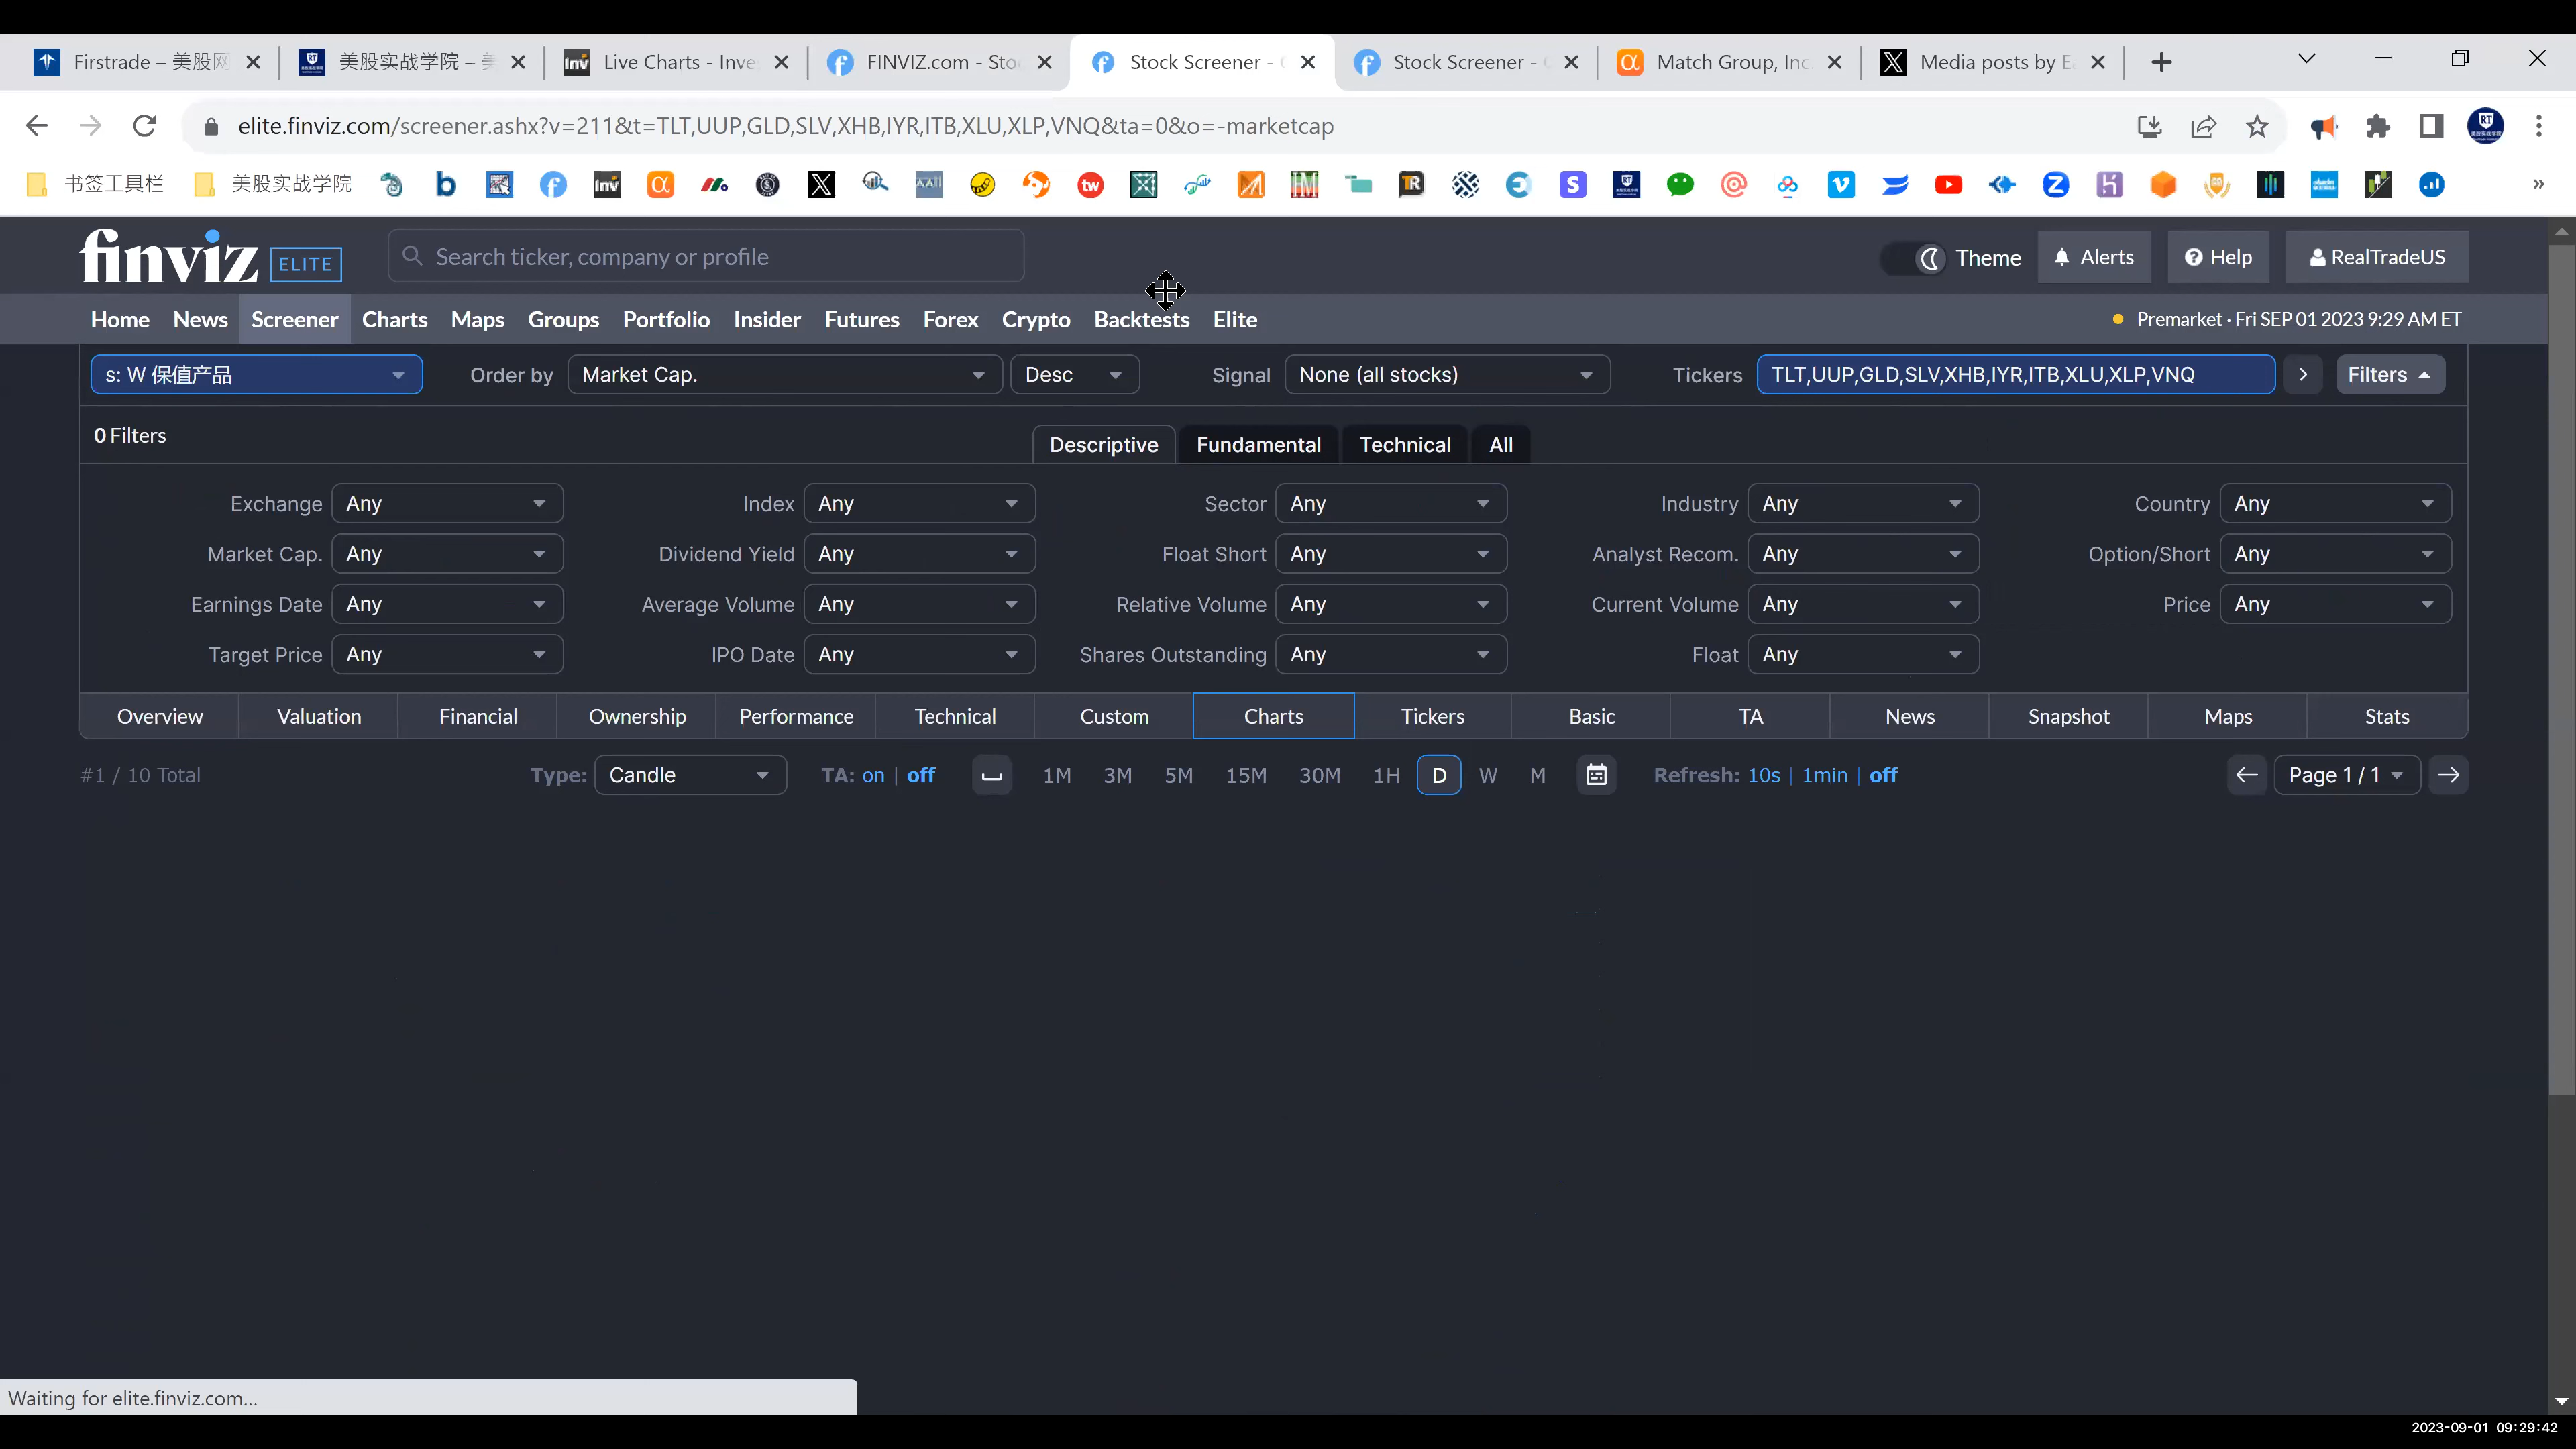 Firstrade – 美股网
美股实战学院 – 美
Live Charts - Inve
FINVIZ.com - Sto
Stock Screener -
Stock Screener -
Match Group, Inc.
Media posts by Ea
elite.finviz.com/screener.ashx?v=211&t=TLT,UUP,GLD,SLV,XHB,IYR,ITB,XLU,XLP,VNQ&ta=0&o=-marketcap
书签工具栏 美股实战学院
finviz ELITE
Search ticker, company or profile
Theme Alerts Help RealTradeUS
Home News Screener Charts Maps Groups Portfolio Insider Futures Forex Crypto Backtests Elite
Premarket · Fri SEP 01 2023 9:29 AM ET
s: W 保值产品 Order by Market Cap. Desc Signal None (all stocks) Tickers TLT,UUP,GLD,SLV,XHB,IYR,ITB,XLU,XLP,VNQ > Filters
0 Filters
Descriptive Fundamental Technical All
Exchange Any Index Any Sector Any Industry Any Country Any
Market Cap. Any Dividend Yield Any Float Short Any Analyst Recom. Any Option/Short Any
Earnings Date Any Average Volume Any Relative Volume Any Current Volume Any Price Any
Target Price Any IPO Date Any Shares Outstanding Any Float Any
Overview Valuation Financial Ownership Performance Technical Custom Charts Tickers Basic TA News Snapshot Maps Stats
#1 / 10 Total Type: Candle TA: on | off 1M 3M 5M 15M 30M 1H D W M Refresh: 10s | 1min | off Page 1 / 1
Waiting for elite.finviz.com...
2023-09-01 09:29:42